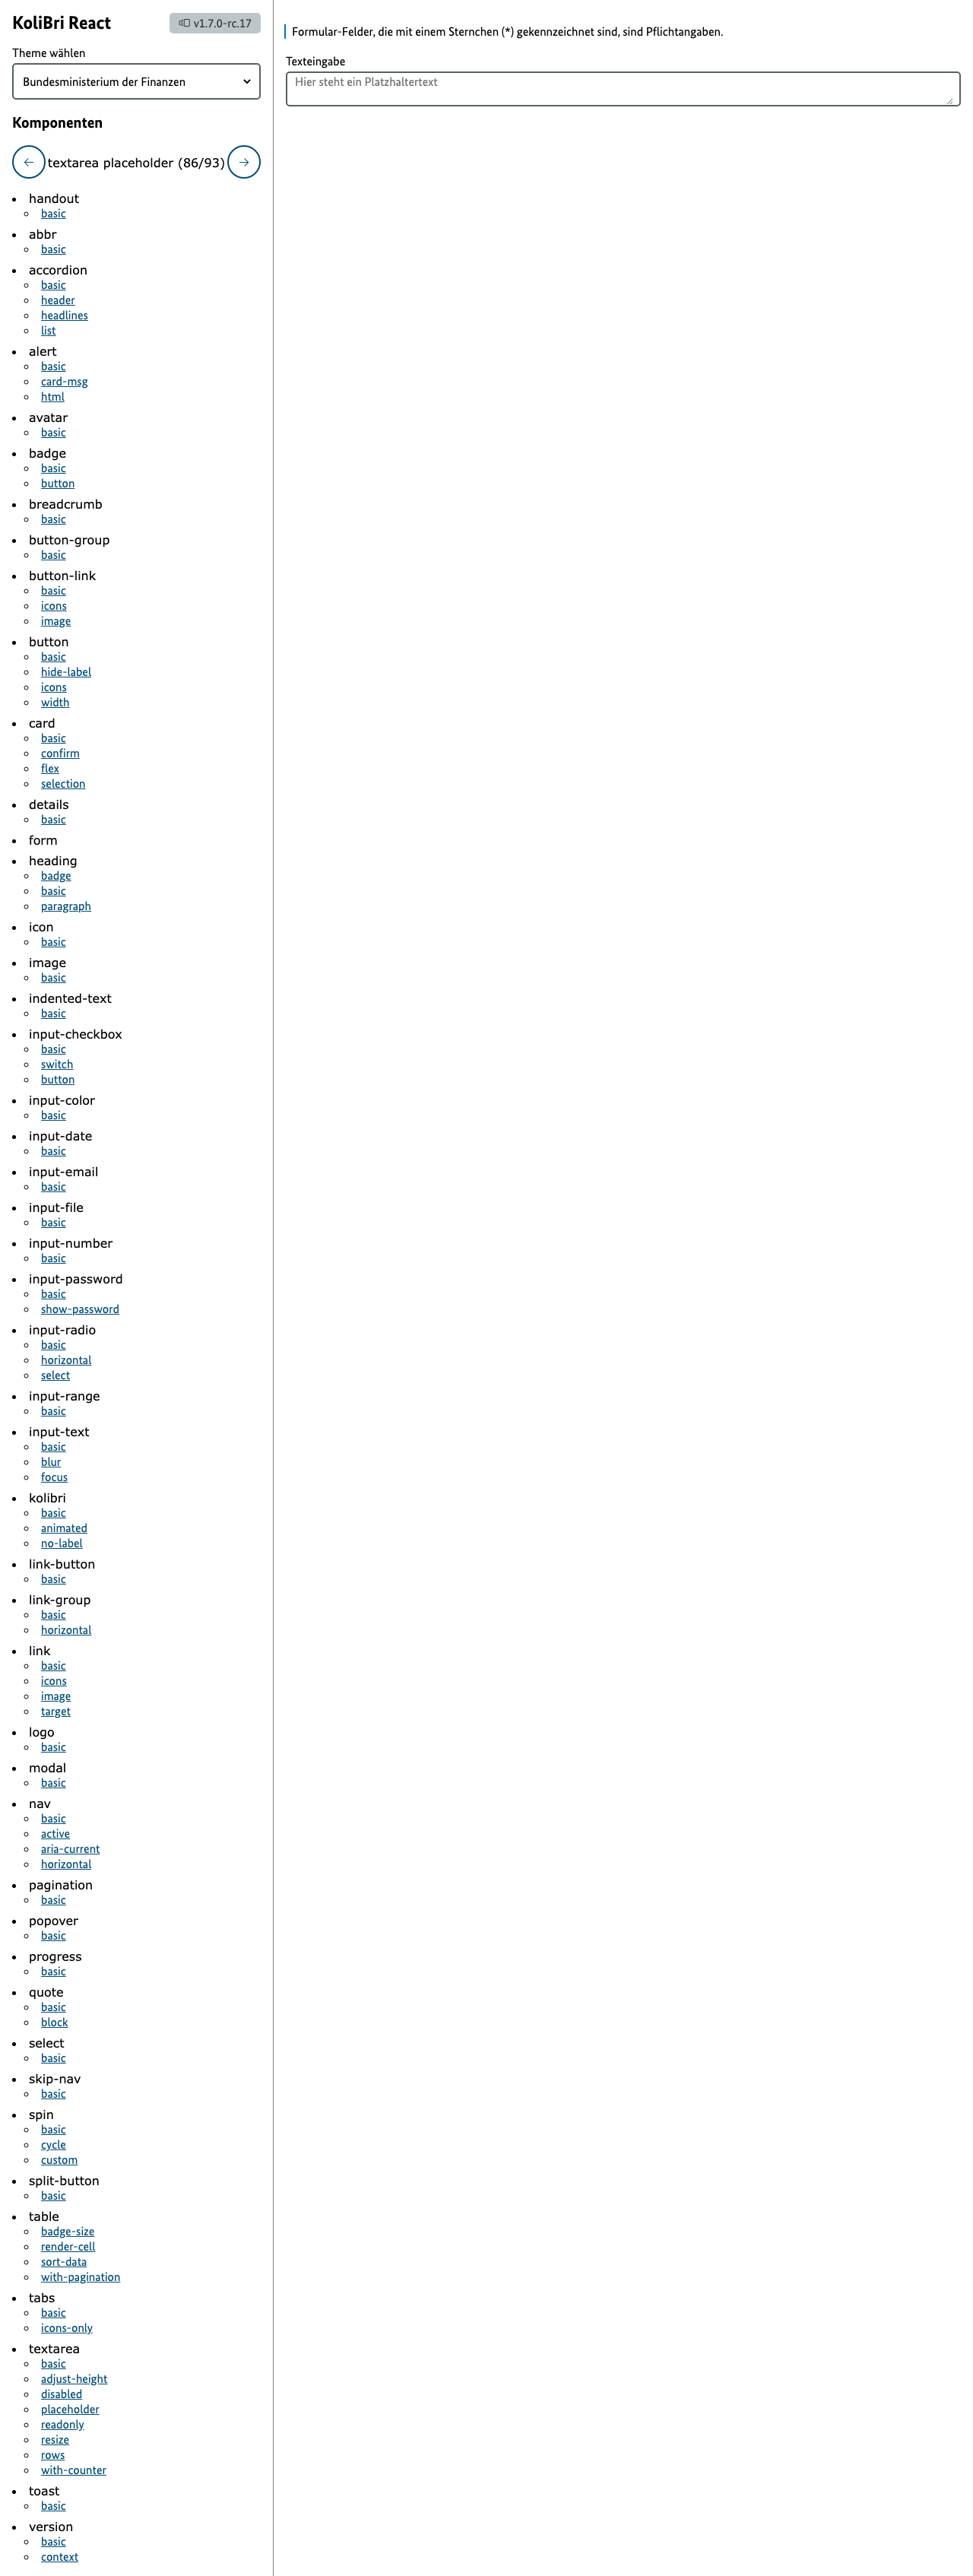 KoliBri React
v1.7.0-rc.17
Theme wählen
Bundesministerium der Finanzen
Komponenten
textarea placeholder (86/93)
handout
basic
abbr
basic
accordion
basic
header
headlines
list
alert
basic
card-msg
html
avatar
basic
badge
basic
button
breadcrumb
basic
button-group
basic
button-link
basic
icons
image
button
basic
hide-label
icons
width
card
basic
confirm
flex
selection
details
basic
form
heading
badge
basic
paragraph
icon
basic
image
basic
indented-text
basic
input-checkbox
basic
switch
button
input-color
basic
input-date
basic
input-email
basic
input-file
basic
input-number
basic
input-password
basic
show-password
input-radio
basic
horizontal
select
input-range
basic
input-text
basic
blur
focus
kolibri
basic
animated
no-label
link-button
basic
link-group
basic
horizontal
link
basic
icons
image
target
logo
basic
modal
basic
nav
basic
active
aria-current
horizontal
pagination
basic
popover
basic
progress
basic
quote
basic
block
select
basic
skip-nav
basic
spin
basic
cycle
custom
split-button
basic
table
badge-size
render-cell
sort-data
with-pagination
tabs
basic
icons-only
textarea
basic
adjust-height
disabled
placeholder
readonly
resize
rows
with-counter
toast
basic
version
basic
context
Formular-Felder, die mit einem Sternchen (*) gekennzeichnet sind, sind Pflichtangaben.
Texteingabe
Hier steht ein Platzhaltertext